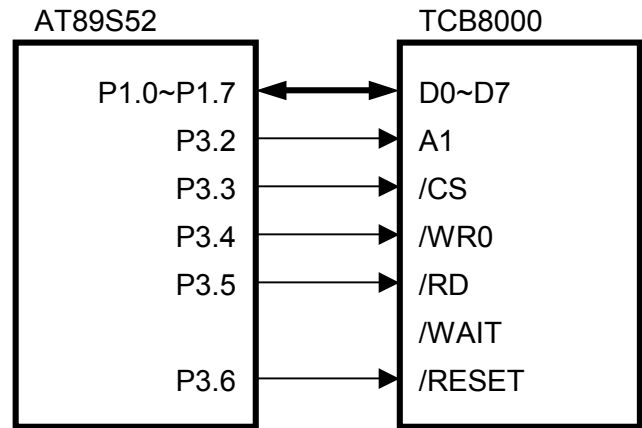 AT89S52 TCB8000
P1.0~P1.7 D0~D7
P3.2 A1
P3.3 /CS
P3.4 /WR0
P3.5 /RD
/WAIT
P3.6 /RESET